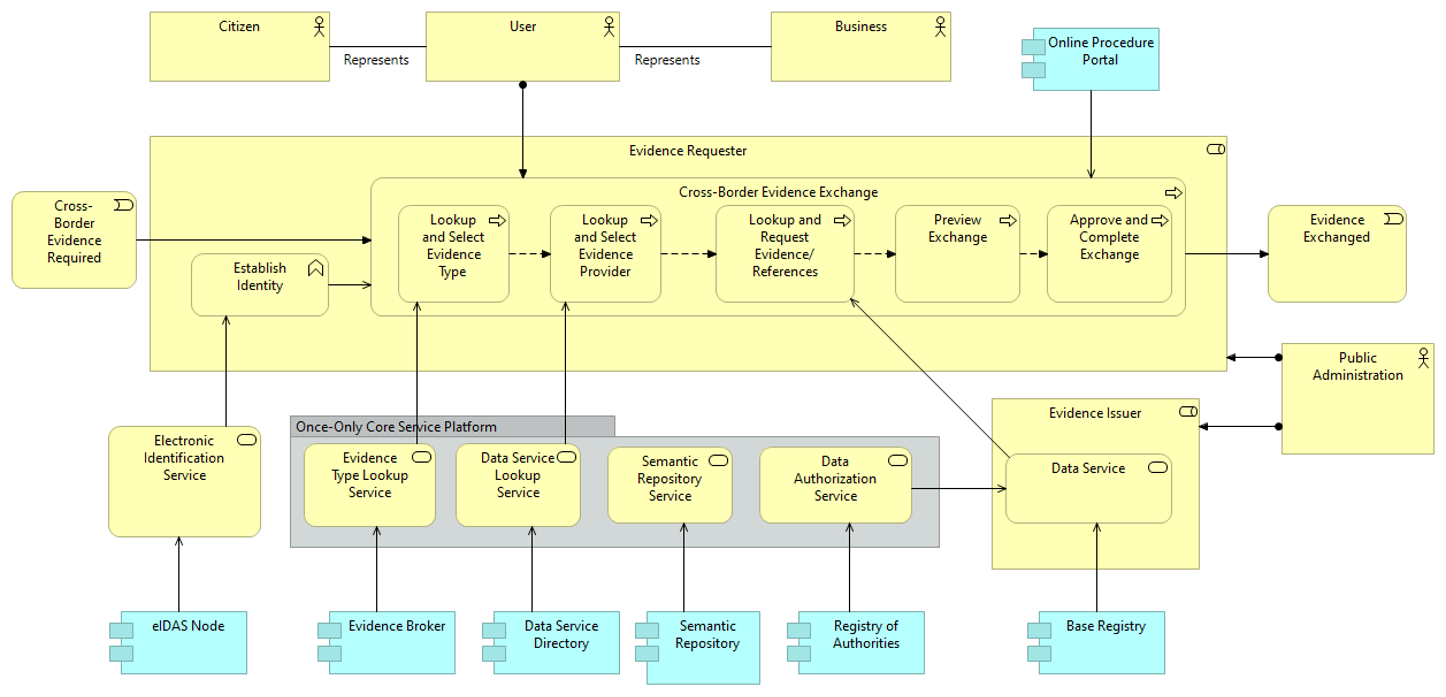 Citizen
User
Business
Online Procedure
Portal
Represents
Represents
Evidence Requester
Cross-Border Evidence Exchange
Cross-
Border
Evidence
Required
Establish
Identity
Lookup
and Select
Evidence
Type
Lookup
and Select
Evidence
Provider
Lookup and
Request
Evidence/
References
Preview
Exchange
Approve and
Complete
Exchange
Evidence
Exchanged
Public
Administration
Electronic
Identification
Service
Once-Only Core Service Platform
Evidence
Type Lookup
Service
Data Service
Lookup
Service
Semantic
Repository
Service
Data
Authorization
Service
Evidence Issuer
Data Service
eIDAS Node
Evidence Broker
Data Service
Directory
Semantic
Repository
Registry of
Authorities
Base Registry